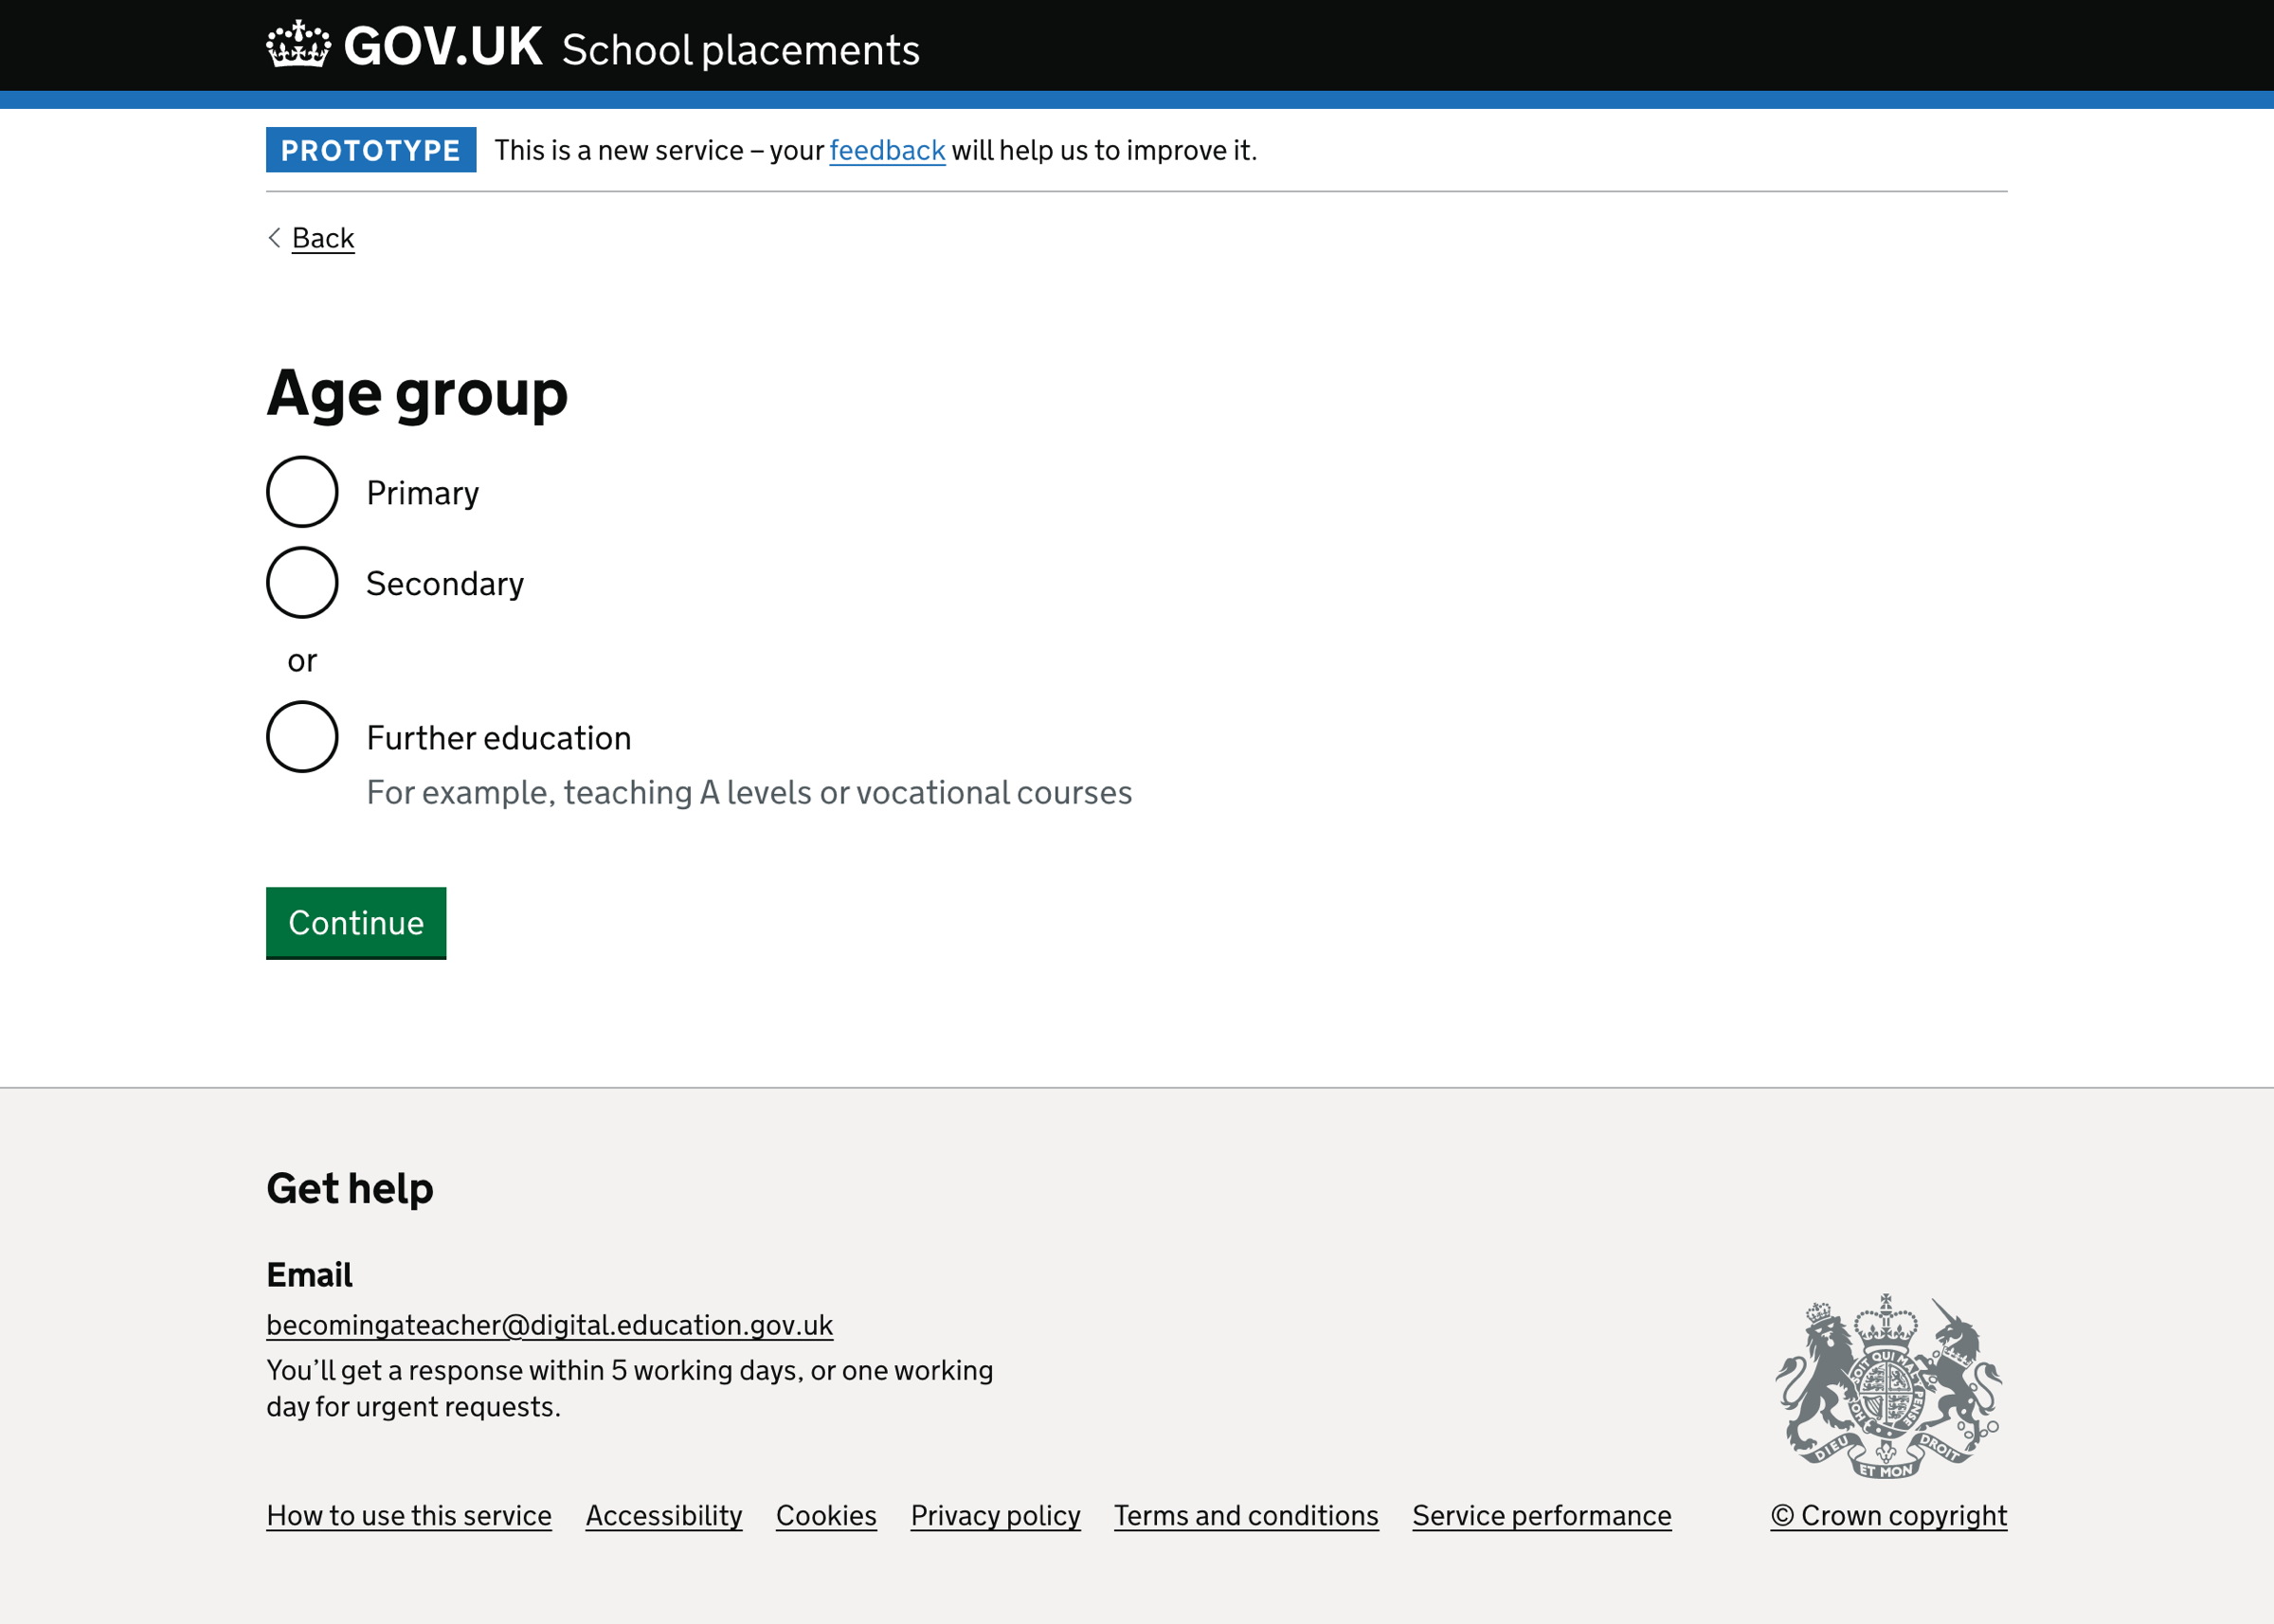 GOV.UK School placements
PROTOTYPE This is a new service – your feedback will help us to improve it.
Back
Age group
Primary
Secondary
or
Further education
For example, teaching A levels or vocational courses
Continue
Get help
Email
becomingateacher@digital.education.gov.uk
You’ll get a response within 5 working days, or one working
day for urgent requests.
SOIT QUI MAL Y PENSE
DIEU ET MON DROIT
How to use this service Accessibility Cookies Privacy policy Terms and conditions Service performance © Crown copyright